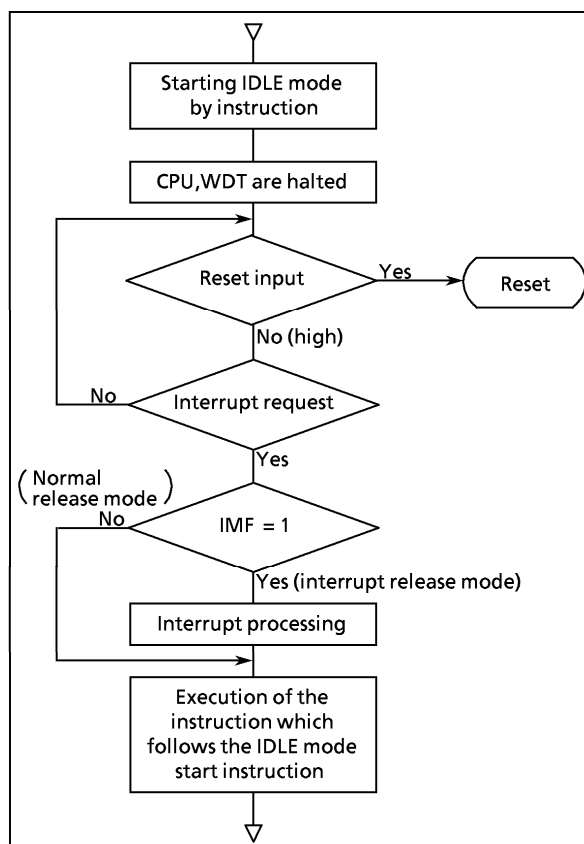 Starting IDLE mode
by instruction
CPU,WDT are halted
Reset input
Yes
Reset
No (high)
No
Interrupt request
Yes
(Normal
release mode)
No
IMF = 1
Yes (interrupt release mode)
Interrupt processing
Execution of the
instruction which
follows the IDLE mode
start instruction